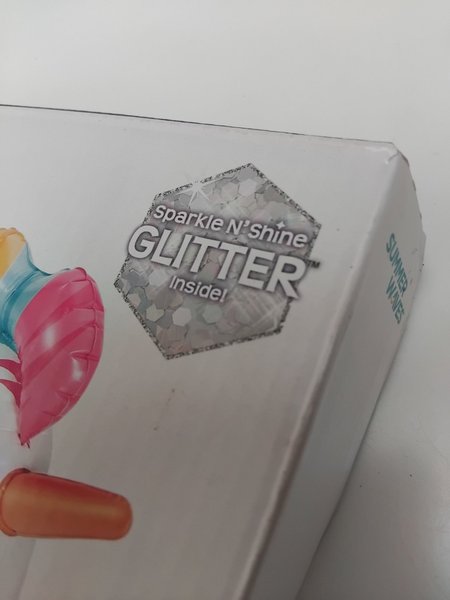 Sparkle N' Shine
GLITTER™
Inside!
SUMMER
WAVES